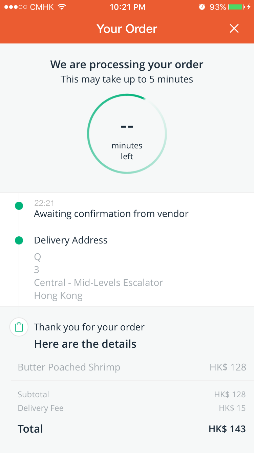 CMHK 10:21 PM 93%
Your Order
We are processing your order
This may take up to 5 minutes
--
minutes
left
22:21
Awaiting confirmation from vendor
Delivery Address
Q
3
Central - Mid-Levels Escalator
Hong Kong
Thank you for your order
Here are the details
Butter Poached Shrimp HK$ 128
Subtotal HK$ 128
Delivery Fee HK$ 15
Total HK$ 143